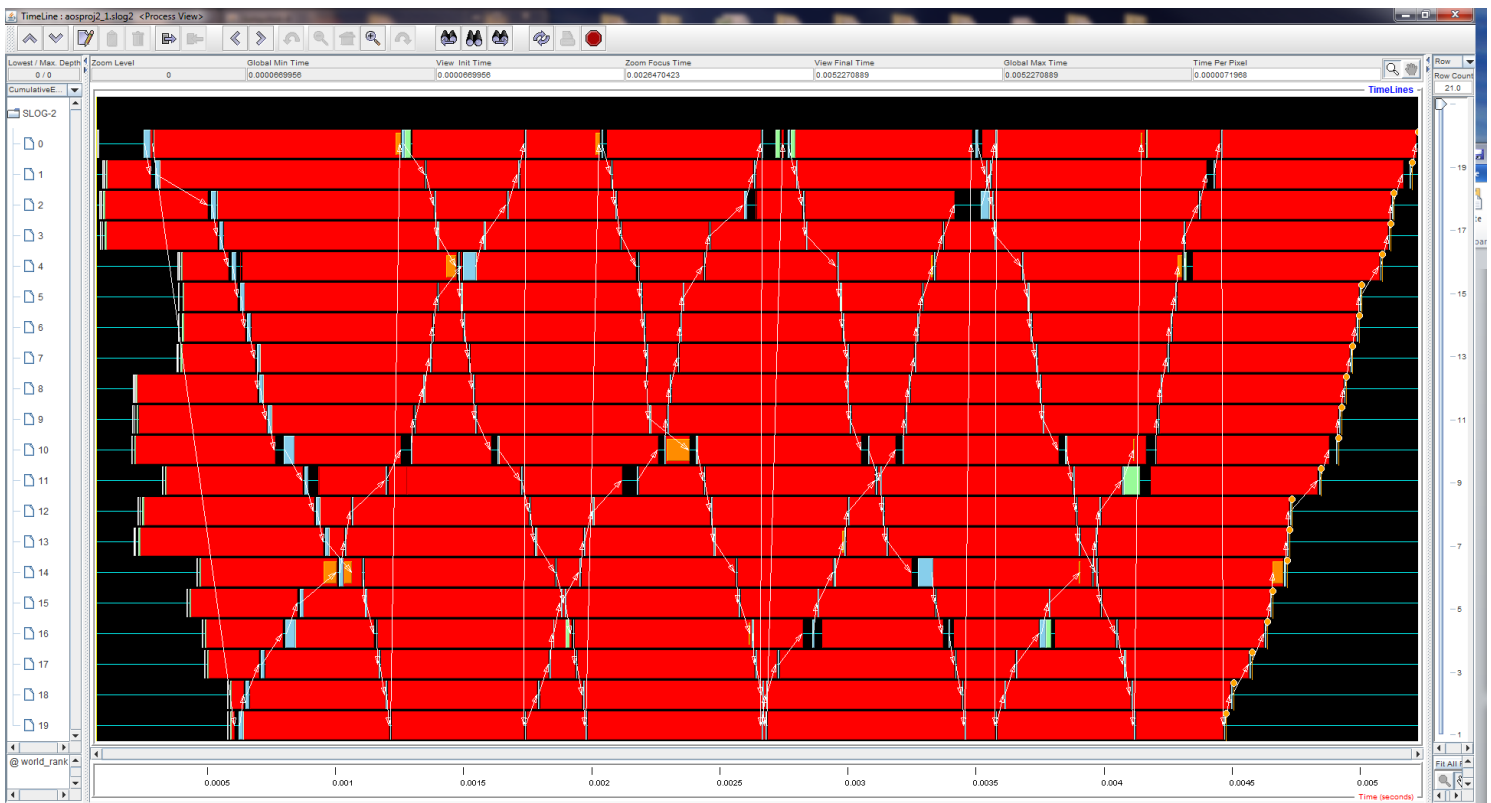 TimeLine : aosproj2_1.slog2 <Process View>
Lowest / Max. Depth
0 / 0
Zoom Level
0
Global Min Time
0.0000669956
View Init Time
0.0000669956
Zoom Focus Time
0.0026470423
View Final Time
0.0052270889
Global Max Time
0.0052270889
Time Per Pixel
0.0000071968
Row
Row Count
21.0
CumulativeE...
TimeLines
SLOG-2
0
1
2
3
4
5
6
7
8
9
10
11
12
13
14
15
16
17
18
19
19
17
15
13
11
9
7
5
3
1
@ world_rank
Fit All
0.0005
0.001
0.0015
0.002
0.0025
0.003
0.0035
0.004
0.0045
0.005
Time (seconds)